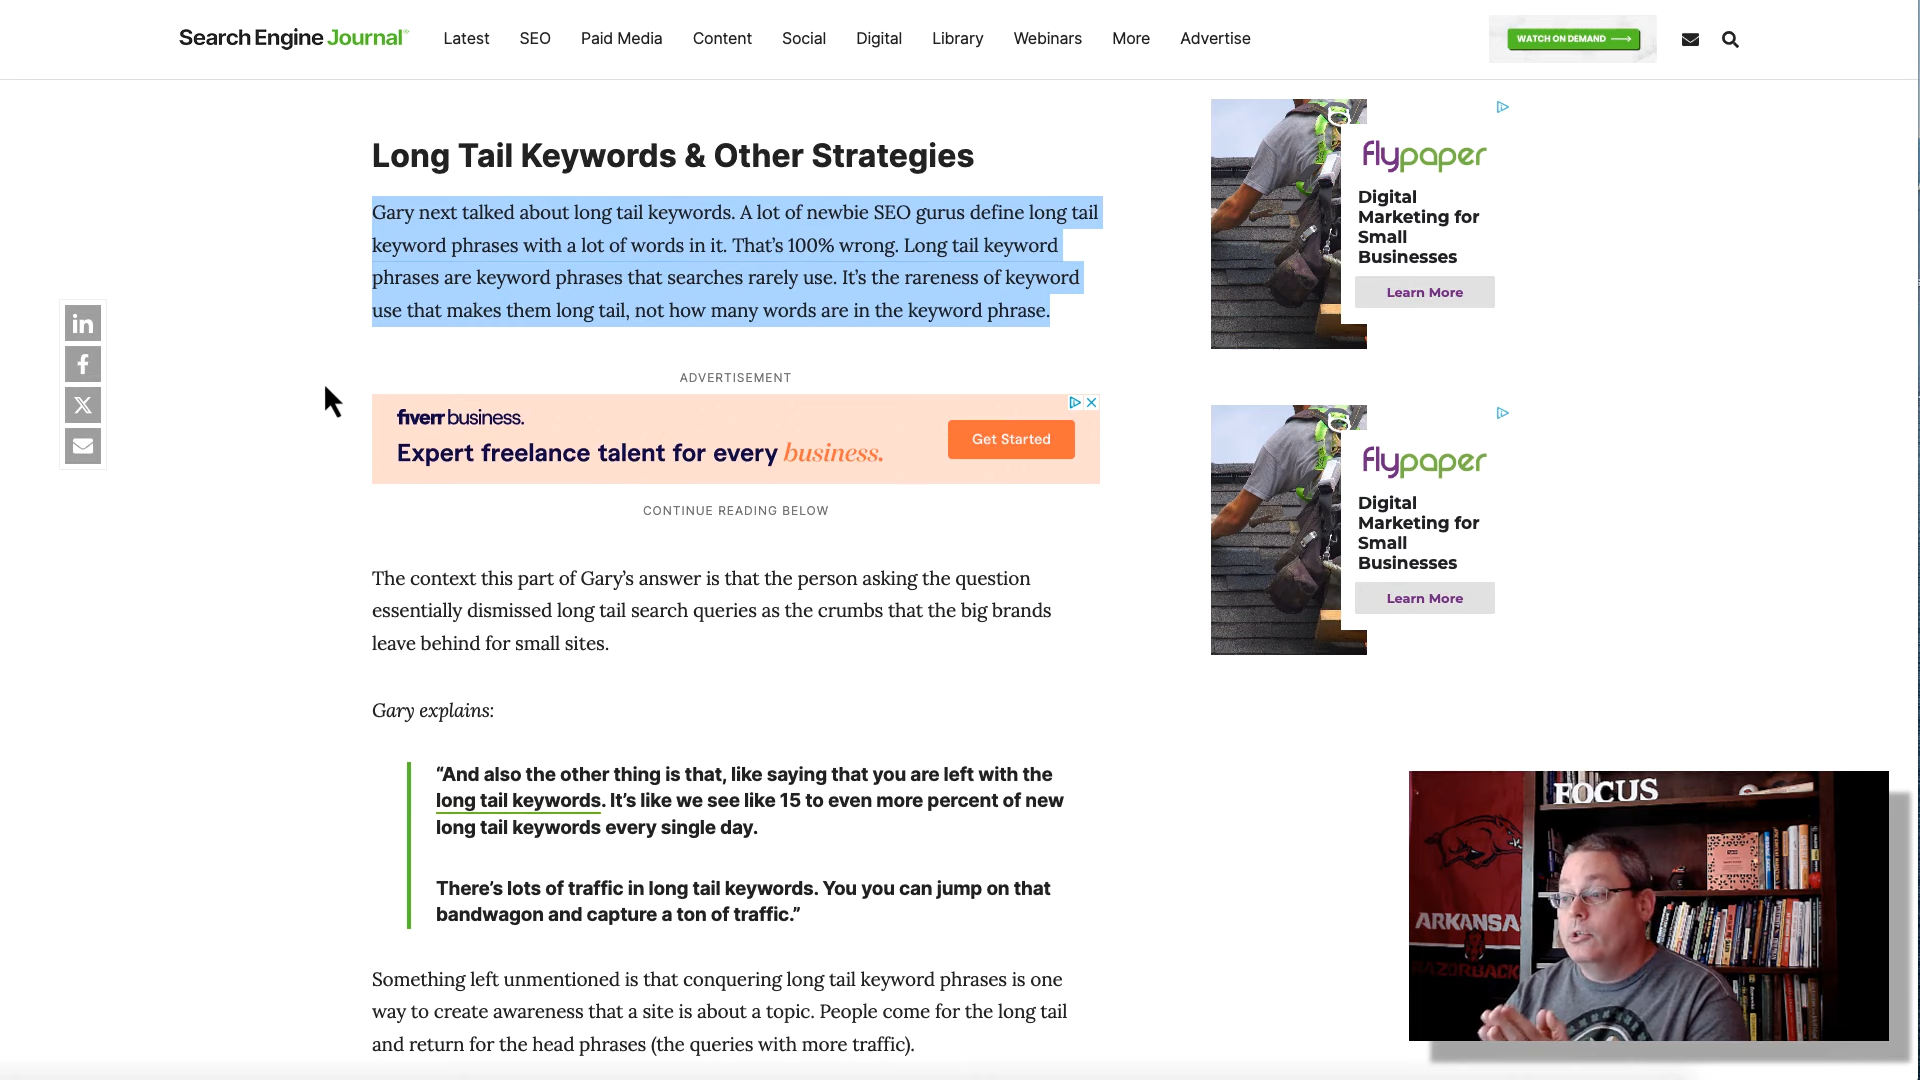 Search Engine Journal
Latest SEO Paid Media Content Social Digital Library Webinars More Advertise
WATCH ON DEMAND
Long Tail Keywords & Other Strategies
Gary next talked about long tail keywords. A lot of newbie SEO gurus define long tail
keyword phrases with a lot of words in it. That’s 100% wrong. Long tail keyword
phrases are keyword phrases that searches rarely use. It’s the rareness of keyword
use that makes them long tail, not how many words are in the keyword phrase.
ADVERTISEMENT
fiverr business.
Expert freelance talent for every business.
Get Started
CONTINUE READING BELOW
The context this part of Gary’s answer is that the person asking the question
essentially dismissed long tail search queries as the crumbs that the big brands
leave behind for small sites.
Gary explains:
“And also the other thing is that, like saying that you are left with the
long tail keywords. It’s like we see like 15 to even more percent of new
long tail keywords every single day.
There’s lots of traffic in long tail keywords. You you can jump on that
bandwagon and capture a ton of traffic.”
Something left unmentioned is that conquering long tail keyword phrases is one
way to create awareness that a site is about a topic. People come for the long tail
and return for the head phrases (the queries with more traffic).
flypaper
Digital
Marketing for
Small
Businesses
Learn More
flypaper
Digital
Marketing for
Small
Businesses
Learn More
FOCUS
ARKANSAS
RAZORBACK